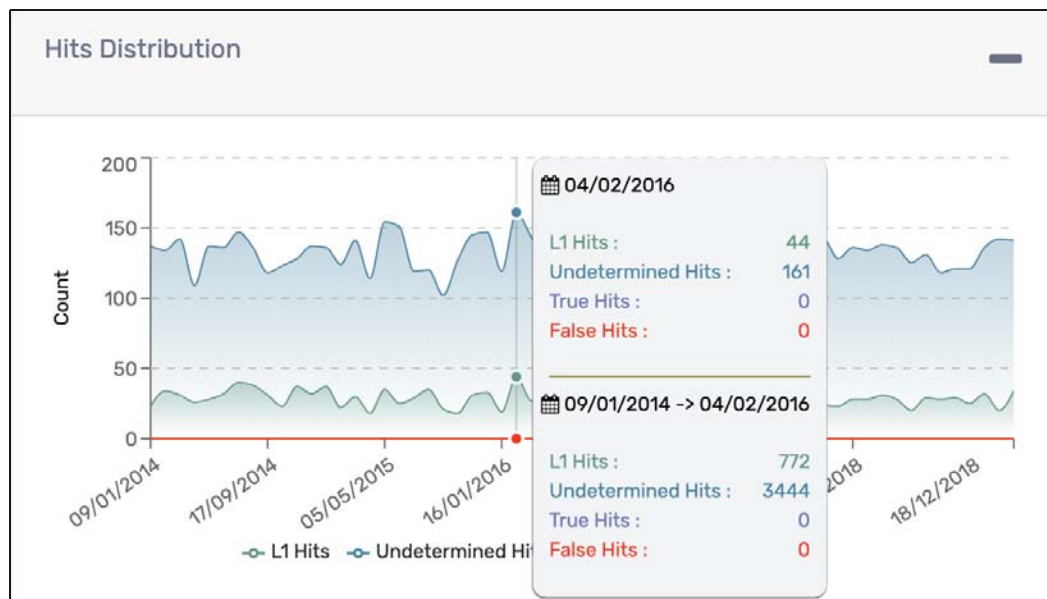 Hits Distribution
200
150
100
50
0
Count
09/01/2014
17/09/2014
05/05/2015
16/01/2016
2018
18/12/2018
L1 Hits
Undetermined Hi
04/02/2016
L1 Hits : 44
Undetermined Hits : 161
True Hits : 0
False Hits : 0
09/01/2014 -> 04/02/2016
L1 Hits : 772
Undetermined Hits : 3444
True Hits : 0
False Hits : 0